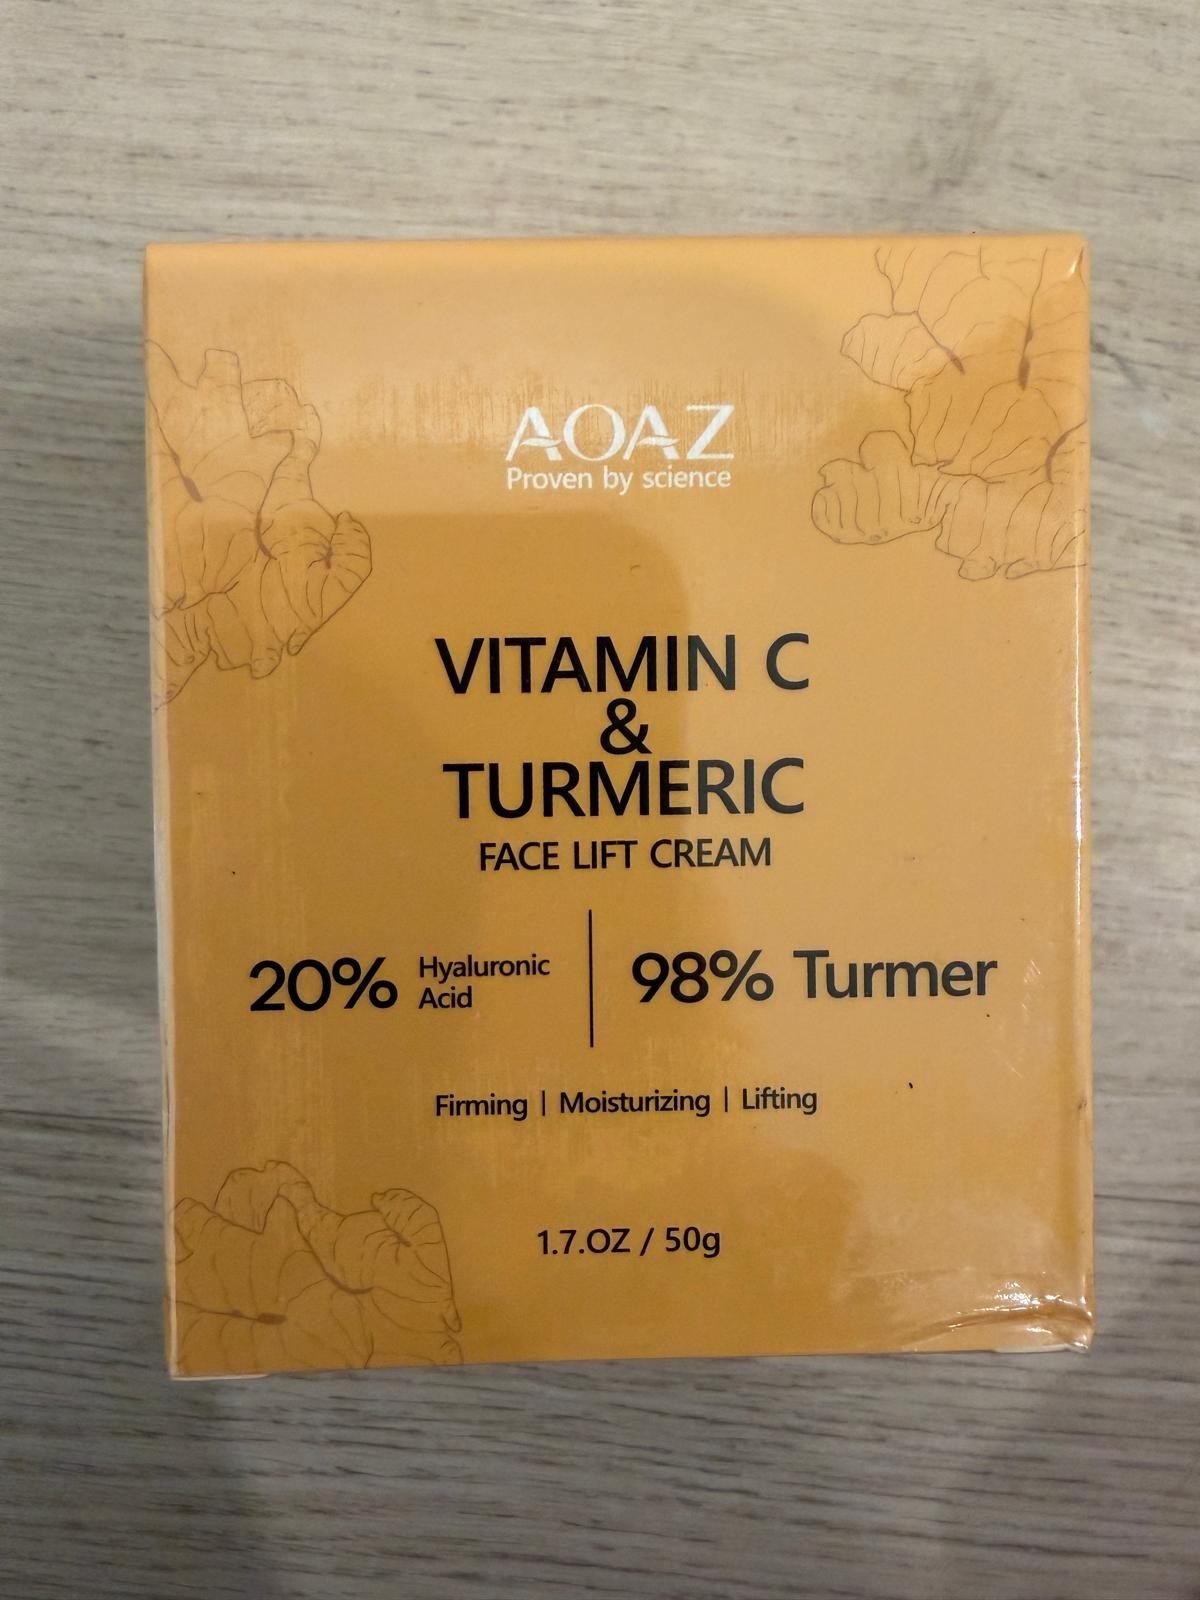 AOAZ
Proven by science
VITAMIN C
&
TURMERIC
FACE LIFT CREAM
20% Hyaluronic Acid | 98% Turmer
Firming | Moisturizing | Lifting
1.7.OZ / 50g